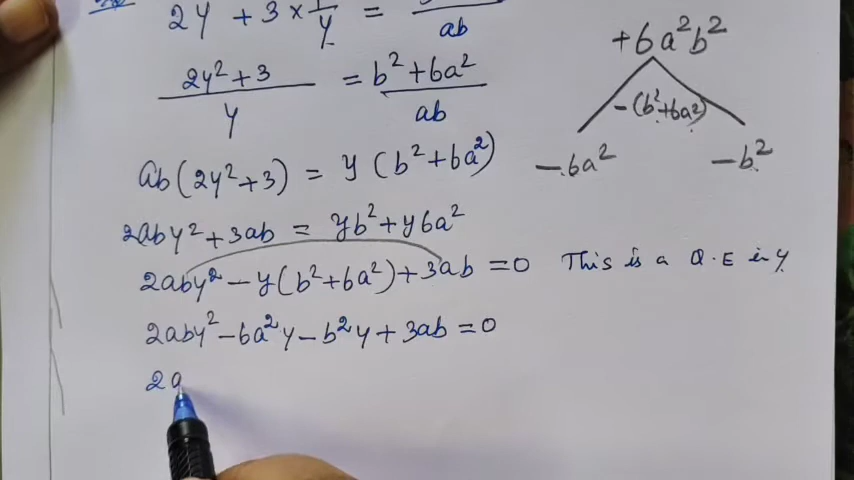 2y + 3 × 1/y =
ab
(2y² + 3)/y = (b² + 6a²)/ab
ab(2y² + 3) = y(b² + 6a²)
2aby² + 3ab = yb² + y6a²
2aby² - y(b² + 6a²) + 3ab = 0 This is a Q.E in y.
2aby² - 6a²y - b²y + 3ab = 0
2a
+6a²b²
-(b² + 6a²)
-6a² -b²